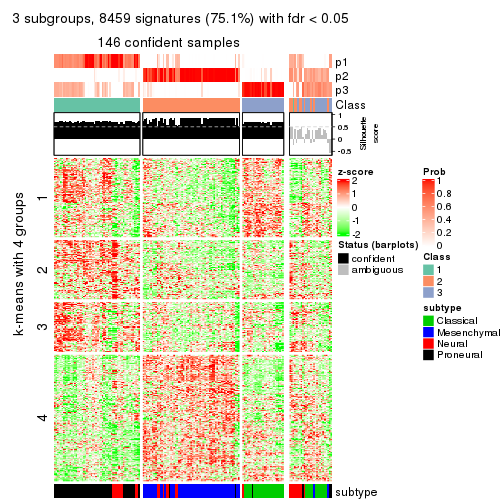 3 subgroups, 8459 signatures (75.1%) with fdr < 0.05
146 confident samples
p1
p2
p3
Class
1
0.5
0
-0.5
Silhouette
score
k-means with 4 groups
1
2
3
4
z-score
2
1
0
-1
-2
Prob
1
0.8
0.6
0.4
0.2
0
Status (barplots)
confident
ambiguous
Class
1
2
3
subtype
Classical
Mesenchymal
Neural
Proneural
subtype